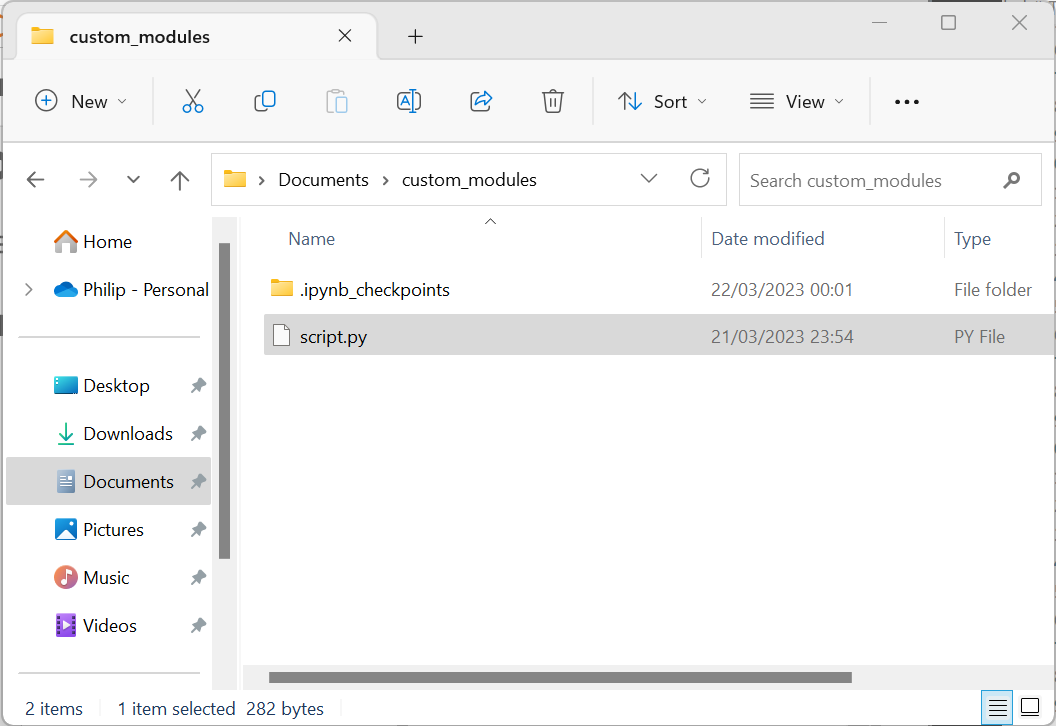 custom_modules
New
Sort
View
Documents
custom_modules
Search custom_modules
Name
Date modified
Type
Home
Philip - Personal
Desktop
Downloads
Documents
Pictures
Music
Videos
.ipynb_checkpoints 22/03/2023 00:01 File folder
script.py 21/03/2023 23:54 PY File
2 items 1 item selected 282 bytes